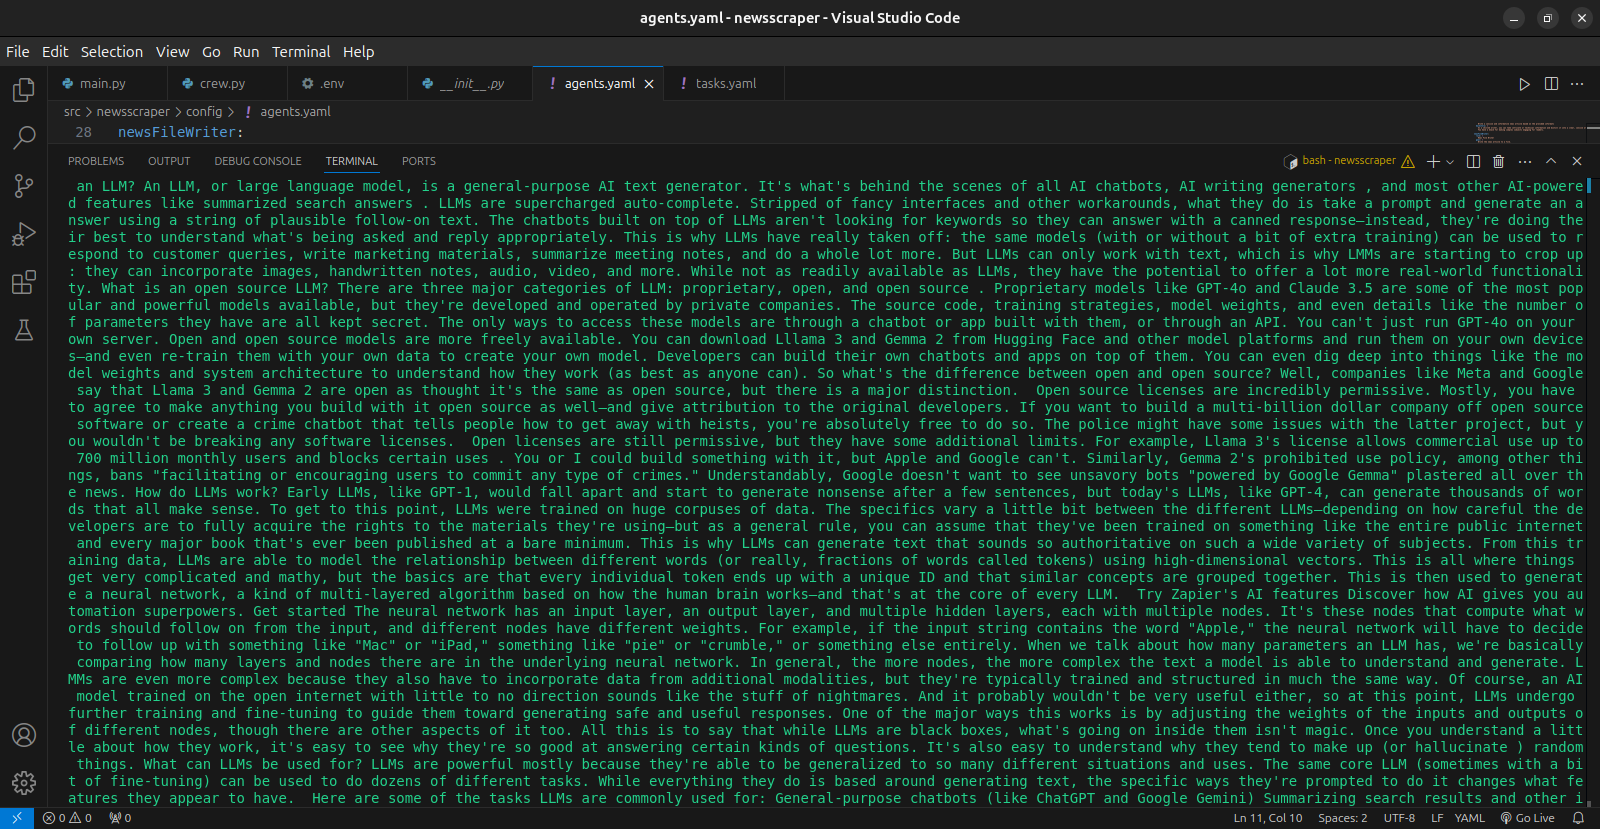 agents.yaml - newsscraper - Visual Studio Code
File Edit Selection View Go Run Terminal Help
main.py crew.py .env __init__.py agents.yaml tasks.yaml
src > newsscraper > config > ! agents.yaml
28 newsFileWriter:
PROBLEMS OUTPUT DEBUG CONSOLE TERMINAL PORTS bash - newsscraper
an LLM? An LLM, or large language model, is a general-purpose AI text generator. It's what's behind the scenes of all AI chatbots, AI writing generators , and most other AI-powere
d features like summarized search answers . LLMs are supercharged auto-complete. Stripped of fancy interfaces and other workarounds, what they do is take a prompt and generate an a
nswer using a string of plausible follow-on text. The chatbots built on top of LLMs aren't looking for keywords so they can answer with a canned response—instead, they're doing the
ir best to understand what's being asked and reply appropriately. This is why LLMs have really taken off: the same models (with or without a bit of extra training) can be used to r
espond to customer queries, write marketing materials, summarize meeting notes, and do a whole lot more. But LLMs can only work with text, which is why LMMs are starting to crop up
: they can incorporate images, handwritten notes, audio, video, and more. While not as readily available as LLMs, they have the potential to offer a lot more real-world functionali
ty. What is an open source LLM? There are three major categories of LLM: proprietary, open, and open source . Proprietary models like GPT-4o and Claude 3.5 are some of the most pop
ular and powerful models available, but they're developed and operated by private companies. The source code, training strategies, model weights, and even details like the number o
f parameters they have are all kept secret. The only ways to access these models are through a chatbot or app built with them, or through an API. You can't just run GPT-4o on your
own server. Open and open source models are more freely available. You can download Lllama 3 and Gemma 2 from Hugging Face and other model platforms and run them on your own device
s—and even re-train them with your own data to create your own model. Developers can build their own chatbots and apps on top of them. You can even dig deep into things like the mo
del weights and system architecture to understand how they work (as best as anyone can). So what's the difference between open and open source? Well, companies like Meta and Google
say that Llama 3 and Gemma 2 are open as thought it's the same as open source, but there is a major distinction.  Open source licenses are incredibly permissive. Mostly, you have
to agree to make anything you build with it open source as well—and give attribution to the original developers. If you want to build a multi-billion dollar company off open source
software or create a crime chatbot that tells people how to get away with heists, you're absolutely free to do so. The police might have some issues with the latter project, but y
ou wouldn't be breaking any software licenses.  Open licenses are still permissive, but they have some additional limits. For example, Llama 3's license allows commercial use up to
700 million monthly users and blocks certain uses . You or I could build something with it, but Apple and Google can't. Similarly, Gemma 2's prohibited use policy, among other thi
ngs, bans "facilitating or encouraging users to commit any type of crimes." Understandably, Google doesn't want to see unsavory bots "powered by Google Gemma" plastered all over th
e news. How do LLMs work? Early LLMs, like GPT-1, would fall apart and start to generate nonsense after a few sentences, but today's LLMs, like GPT-4, can generate thousands of wor
ds that all make sense. To get to this point, LLMs were trained on huge corpuses of data. The specifics vary a little bit between the different LLMs—depending on how careful the de
velopers are to fully acquire the rights to the materials they're using—but as a general rule, you can assume that they've been trained on something like the entire public internet
and every major book that's ever been published at a bare minimum. This is why LLMs can generate text that sounds so authoritative on such a wide variety of subjects. From this tr
aining data, LLMs are able to model the relationship between different words (or really, fractions of words called tokens) using high-dimensional vectors. This is all where things
get very complicated and mathy, but the basics are that every individual token ends up with a unique ID and that similar concepts are grouped together. This is then used to generat
e a neural network, a kind of multi-layered algorithm based on how the human brain works—and that's at the core of every LLM.  Try Zapier's AI features Discover how AI gives you au
tomation superpowers. Get started The neural network has an input layer, an output layer, and multiple hidden layers, each with multiple nodes. It's these nodes that compute what w
ords should follow on from the input, and different nodes have different weights. For example, if the input string contains the word "Apple," the neural network will have to decide
to follow up with something like "Mac" or "iPad," something like "pie" or "crumble," or something else entirely. When we talk about how many parameters an LLM has, we're basically
comparing how many layers and nodes there are in the underlying neural network. In general, the more nodes, the more complex the text a model is able to understand and generate. L
MMs are even more complex because they also have to incorporate data from additional modalities, but they're typically trained and structured in much the same way. Of course, an AI
model trained on the open internet with little to no direction sounds like the stuff of nightmares. And it probably wouldn't be very useful either, so at this point, LLMs undergo
further training and fine-tuning to guide them toward generating safe and useful responses. One of the major ways this works is by adjusting the weights of the inputs and outputs o
f different nodes, though there are other aspects of it too. All this is to say that while LLMs are black boxes, what's going on inside them isn't magic. Once you understand a litt
le about how they work, it's easy to see why they're so good at answering certain kinds of questions. It's also easy to understand why they tend to make up (or hallucinate ) random
things. What can LLMs be used for? LLMs are powerful mostly because they're able to be generalized to so many different situations and uses. The same core LLM (sometimes with a bi
t of fine-tuning) can be used to do dozens of different tasks. While everything they do is based around generating text, the specific ways they're prompted to do it changes what fe
atures they appear to have.  Here are some of the tasks LLMs are commonly used for: General-purpose chatbots (like ChatGPT and Google Gemini) Summarizing search results and other i
0 0 0 Ln 11, Col 10 Spaces: 2 UTF-8 LF YAML Go Live